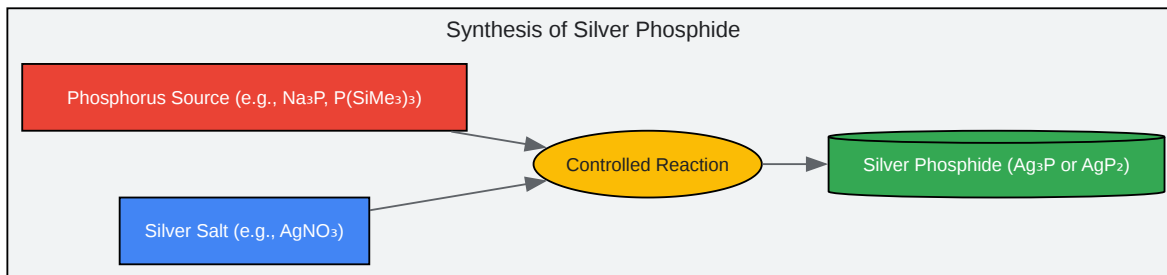 Synthesis of Silver Phosphide
Phosphorus Source (e.g., Na₃P, P(SiMe₃)₃)
Controlled Reaction
Silver Phosphide (Ag₃P or AgP₂)
Silver Salt (e.g., AgNO₃)